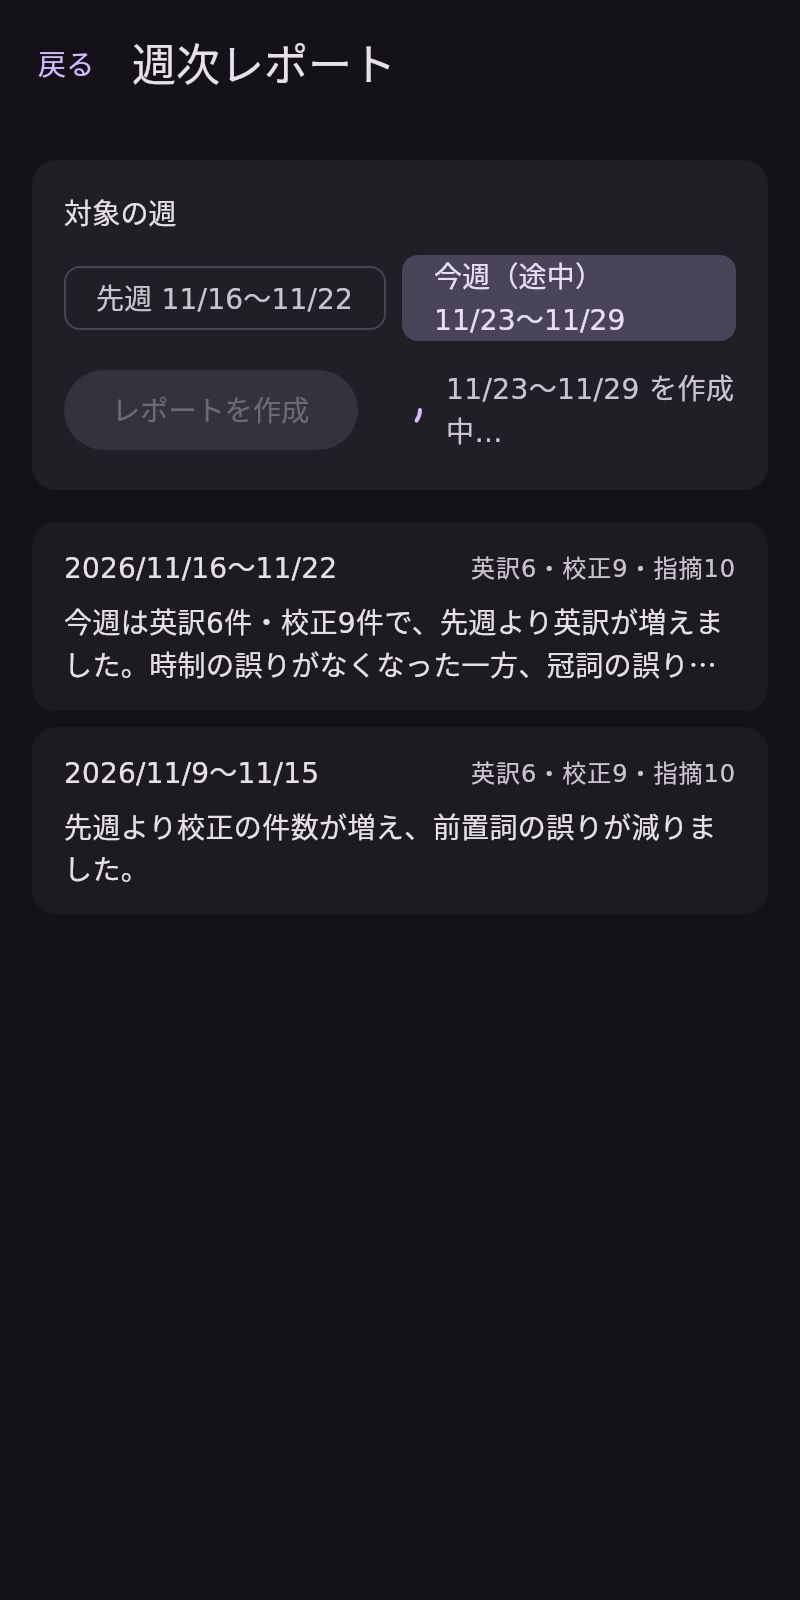 戻る 週次レポート
対象の週
先週 11/16〜11/22
今週（途中）
11/23〜11/29
レポートを作成
11/23〜11/29 を作成
中…
2026/11/16〜11/22 英訳6・校正9・指摘10
今週は英訳6件・校正9件で、先週より英訳が増えま
した。時制の誤りがなくなった一方、冠詞の誤り…
2026/11/9〜11/15 英訳6・校正9・指摘10
先週より校正の件数が増え、前置詞の誤りが減りま
した。